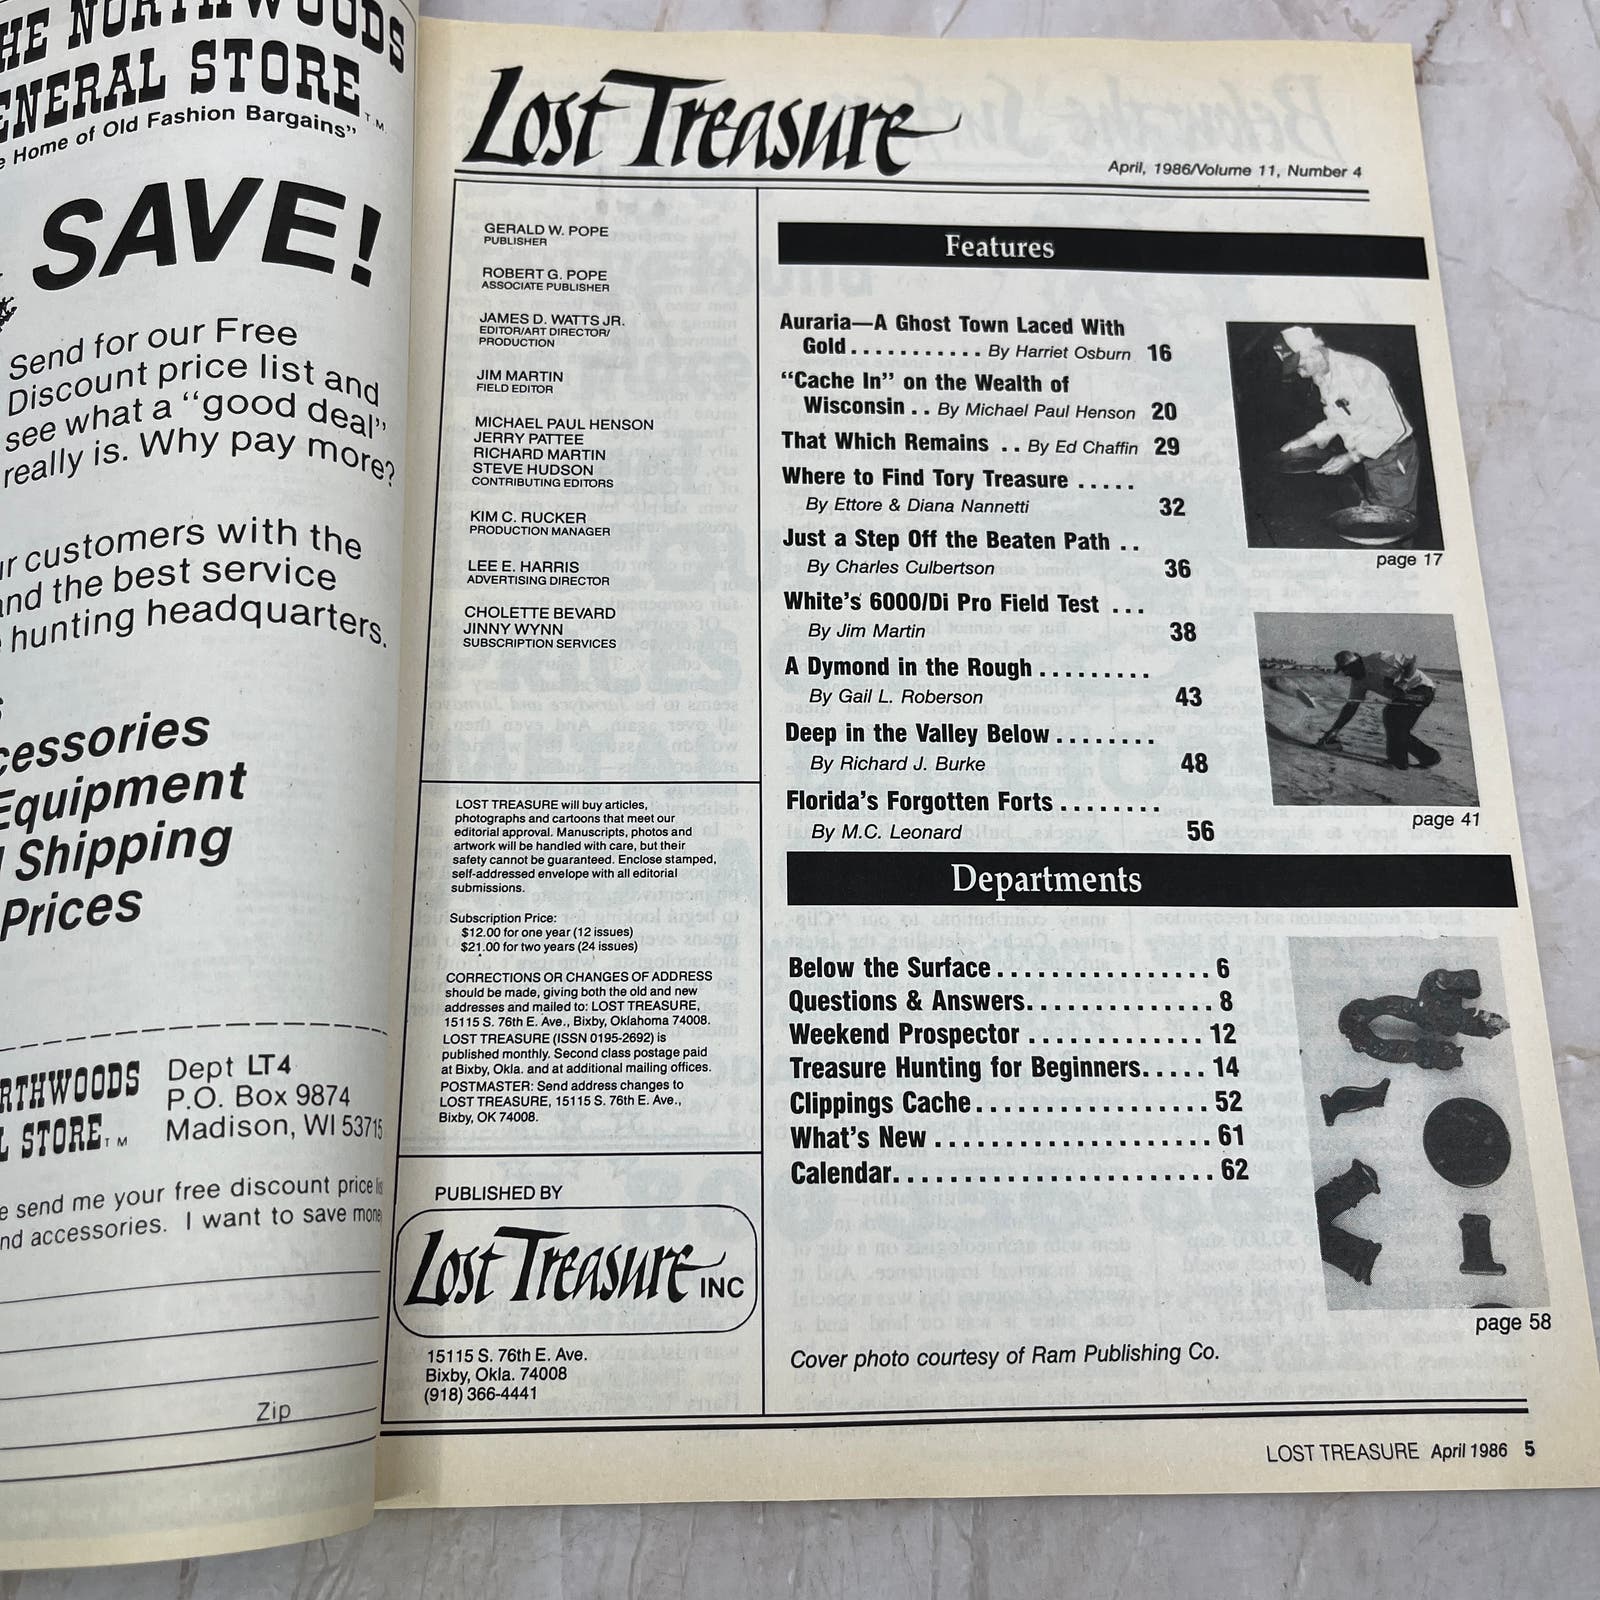 HE NORTHWOODS
GENERAL STORE TM
Home of Old Fashion Bargains"
SAVE!
Send for our Free
Discount price list and
see what a "good deal"
really is. Why pay more?
customers with the
and the best service
hunting headquarters.
Equipment
Shipping
Prices
STORE TM
Dept LT4
P.O. Box 9874
Madison, WI 53715
send me your free discount price
and accessories. I want to save
Zip
Lost Treasure
April, 1986/Volume 11, Number 4
GERALD W. POPE
PUBLISHER
ROBERT G. POPE
ASSOCIATE PUBLISHER
JAMES D. WATTS JR.
EDITOR/ART DIRECTOR/
PRODUCTION
JIM MARTIN
FIELD EDITOR
MICHAEL PAUL HENSON
JERRY PATTEE
RICHARD MARTIN
STEVE HUDSON
CONTRIBUTING EDITORS
KIM C. RUCKER
PRODUCTION MANAGER
LEE E. HARRIS
ADVERTISING DIRECTOR
CHOLETTE BEVARD
JINNY WYNN
SUBSCRIPTION SERVICES
LOST TREASURE will buy articles,
photographs and cartoons that meet our
editorial approval. Manuscripts, photos and
artwork will be handled with care, but their
safety cannot be guaranteed. Enclose stamped,
self-addressed envelope with all editorial
submissions.
Subscription Price:
$12.00 for one year (12 issues)
$21.00 for two years (24 issues)
CORRECTIONS OR CHANGES OF ADDRESS
should be made, giving both the old and new
addresses and mailed to: LOST TREASURE,
15115 S. 76th E. Ave., Bixby, Oklahoma 74008.
LOST TREASURE (ISSN 0195-2692) is
published monthly. Second class postage paid
at Bixby, Okla. and at additional mailing offices.
POSTMASTER: Send address changes to
LOST TREASURE, 15115 S. 76th E. Ave.,
Bixby, OK 74008.
PUBLISHED BY
Lost Treasure INC
15115 S. 76th E. Ave.
Bixby, Okla. 74008
(918) 366-4441
Features
Auraria—A Ghost Town Laced With
Gold........... By Harriet Osburn 16
"Cache In" on the Wealth of
Wisconsin .. By Michael Paul Henson 20
That Which Remains .. By Ed Chaffin 29
Where to Find Tory Treasure .....
By Ettore & Diana Nannetti 32
Just a Step Off the Beaten Path ..
By Charles Culbertson 36
White's 6000/Di Pro Field Test ...
By Jim Martin 38
A Dymond in the Rough.........
By Gail L. Roberson 43
Deep in the Valley Below........
By Richard J. Burke 48
Florida's Forgotten Forts ........
By M.C. Leonard 56
page 17
page 41
Departments
Below the Surface................ 6
Questions & Answers.............. 8
Weekend Prospector ............. 12
Treasure Hunting for Beginners..... 14
Clippings Cache.................. 52
What's New ..................... 61
Calendar........................ 62
page 58
Cover photo courtesy of Ram Publishing Co.
LOST TREASURE April 1986 5